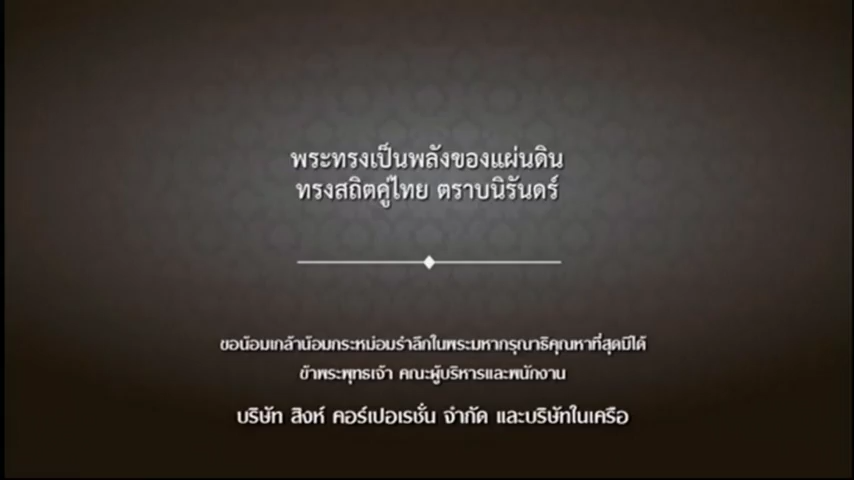 พระทรงเป็นพลังของแผ่นดิน
ทรงสถิตคู่ไทย ตราบนิรันดร์
ขอน้อมเกล้าน้อมกระหม่อมรำลึกในพระมหากรุณาธิคุณหาที่สุดมิได้
ข้าพระพุทธเจ้า คณะผู้บริหารและพนักงาน
บริษัท สิงห์ คอร์เปอเรชั่น จำกัด และบริษัทในเครือ